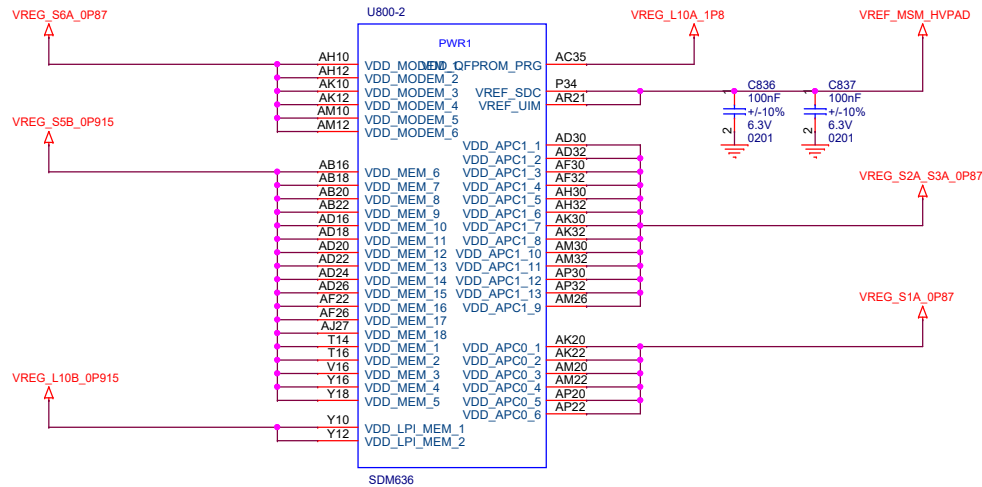 U800-2
PWR1
VREG_S6A_0P87
AH10 VDD_MODEM_1
AH12 VDD_MODEM_2
AK10 VDD_MODEM_3
AK12 VDD_MODEM_4
AM10 VDD_MODEM_5
AM12 VDD_MODEM_6
VREG_S5B_0P915
AB16 VDD_MEM_6
AB18 VDD_MEM_7
AB20 VDD_MEM_8
AB22 VDD_MEM_9
AD16 VDD_MEM_10
AD18 VDD_MEM_11
AD20 VDD_MEM_12
AD22 VDD_MEM_13
AD24 VDD_MEM_14
AD26 VDD_MEM_15
AF22 VDD_MEM_16
AF26 VDD_MEM_17
AJ27 VDD_MEM_18
T14 VDD_MEM_1
T16 VDD_MEM_2
V16 VDD_MEM_3
Y16 VDD_MEM_4
Y18 VDD_MEM_5
VREG_L10B_0P915
Y10 VDD_LPI_MEM_1
Y12 VDD_LPI_MEM_2
VREG_L10A_1P8
QFPROM_PRG AC35
VREF_MSM_HVPAD
VREF_SDC P34
VREF_UIM AR21
C836
100nF
+/-10%
6.3V
0201
1
2
C837
100nF
+/-10%
6.3V
0201
1
2
VDD_APC1_1 AD30
VDD_APC1_2 AD32
VDD_APC1_3 AF30
VDD_APC1_4 AF32
VDD_APC1_5 AH30
VDD_APC1_6 AH32
VDD_APC1_7 AK30
VDD_APC1_8 AK32
VDD_APC1_10 AM30
VDD_APC1_11 AM32
VDD_APC1_12 AP30
VDD_APC1_13 AP32
VDD_APC1_9 AM26
VREG_S2A_S3A_0P87
VREG_S1A_0P87
VDD_APC0_1 AK20
VDD_APC0_2 AK22
VDD_APC0_3 AM20
VDD_APC0_4 AM22
VDD_APC0_5 AP20
VDD_APC0_6 AP22
SDM636